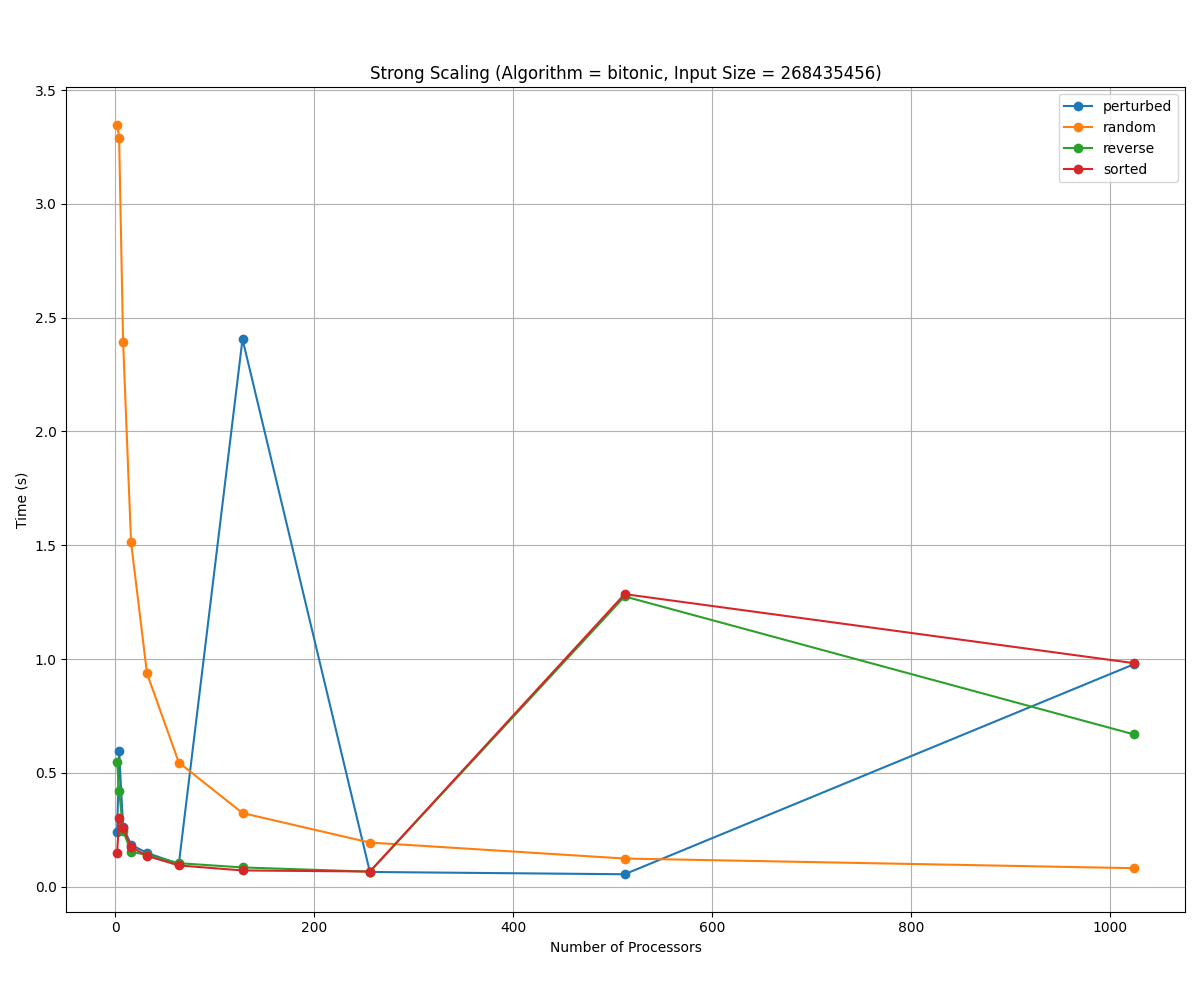 Strong Scaling (Algorithm = bitonic, Input Size = 268435456)
perturbed
random
reverse
sorted
3.5
3.0
2.5
2.0
1.5
1.0
0.5
0.0
Time (s)
0 200 400 600 800 1000
Number of Processors